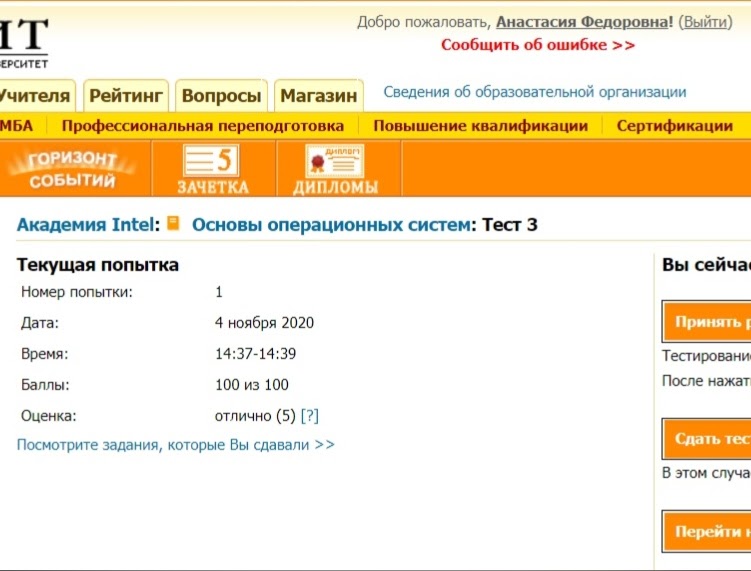 ИТ
Добро пожаловать, Анастасия Федоровна! (Выйти)
Сообщить об ошибке >>
Учителя Рейтинг Вопросы Магазин Сведения об образовательной организации
МБА Профессиональная переподготовка Повышение квалификации Сертификации
ГОРИЗОНТ
СОБЫТИЙ
5
ЗАЧЕТКА
ДИПЛОМ
ДИПЛОМЫ
Академия Intel: Основы операционных систем: Тест 3
Текущая попытка
Номер попытки: 1
Дата: 4 ноября 2020
Время: 14:37-14:39
Баллы: 100 из 100
Оценка: отлично (5) [?]
Посмотрите задания, которые Вы сдавали >>
Вы сейчас
Принять р
Тестировани
После нажат
Сдать тес
В этом случа
Перейти н